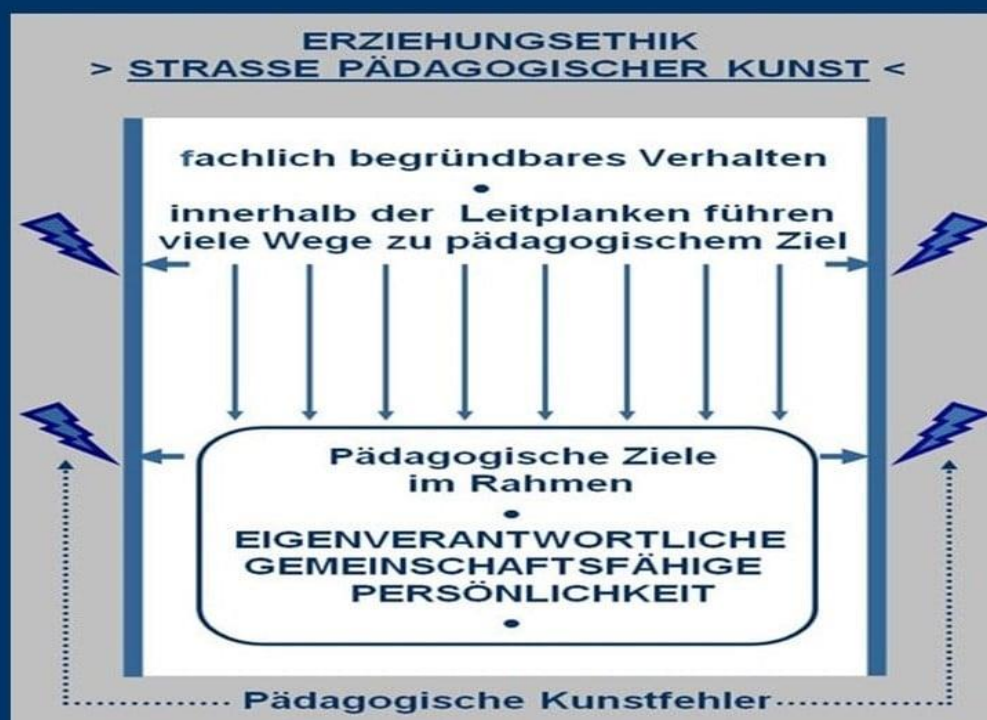 ERZIEHUNGSETHIK
> STRASSE PÄDAGOGISCHER KUNST <
fachlich begründbares Verhalten
•
innerhalb der Leitplanken führen
viele Wege zu pädagogischem Ziel
Pädagogische Ziele
im Rahmen
•
EIGENVERANTWORTLICHE
GEMEINSCHAFTSFÄHIGE
PERSÖNLICHKEIT
•
Pädagogische Kunstfehler